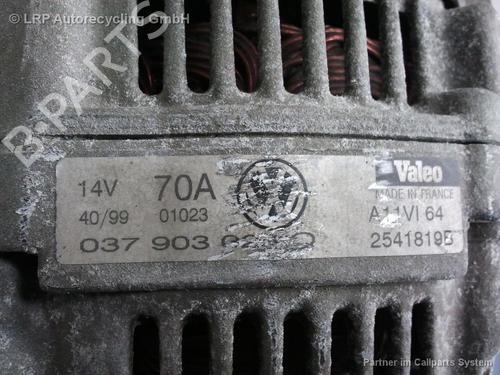 LRP Autorecycling GmbH
B-PARTS
14V 70A
Valeo
MADE IN FRANCE
40/99 01023
A11VI 64
037 903
2541819B
Partner im Callparts System